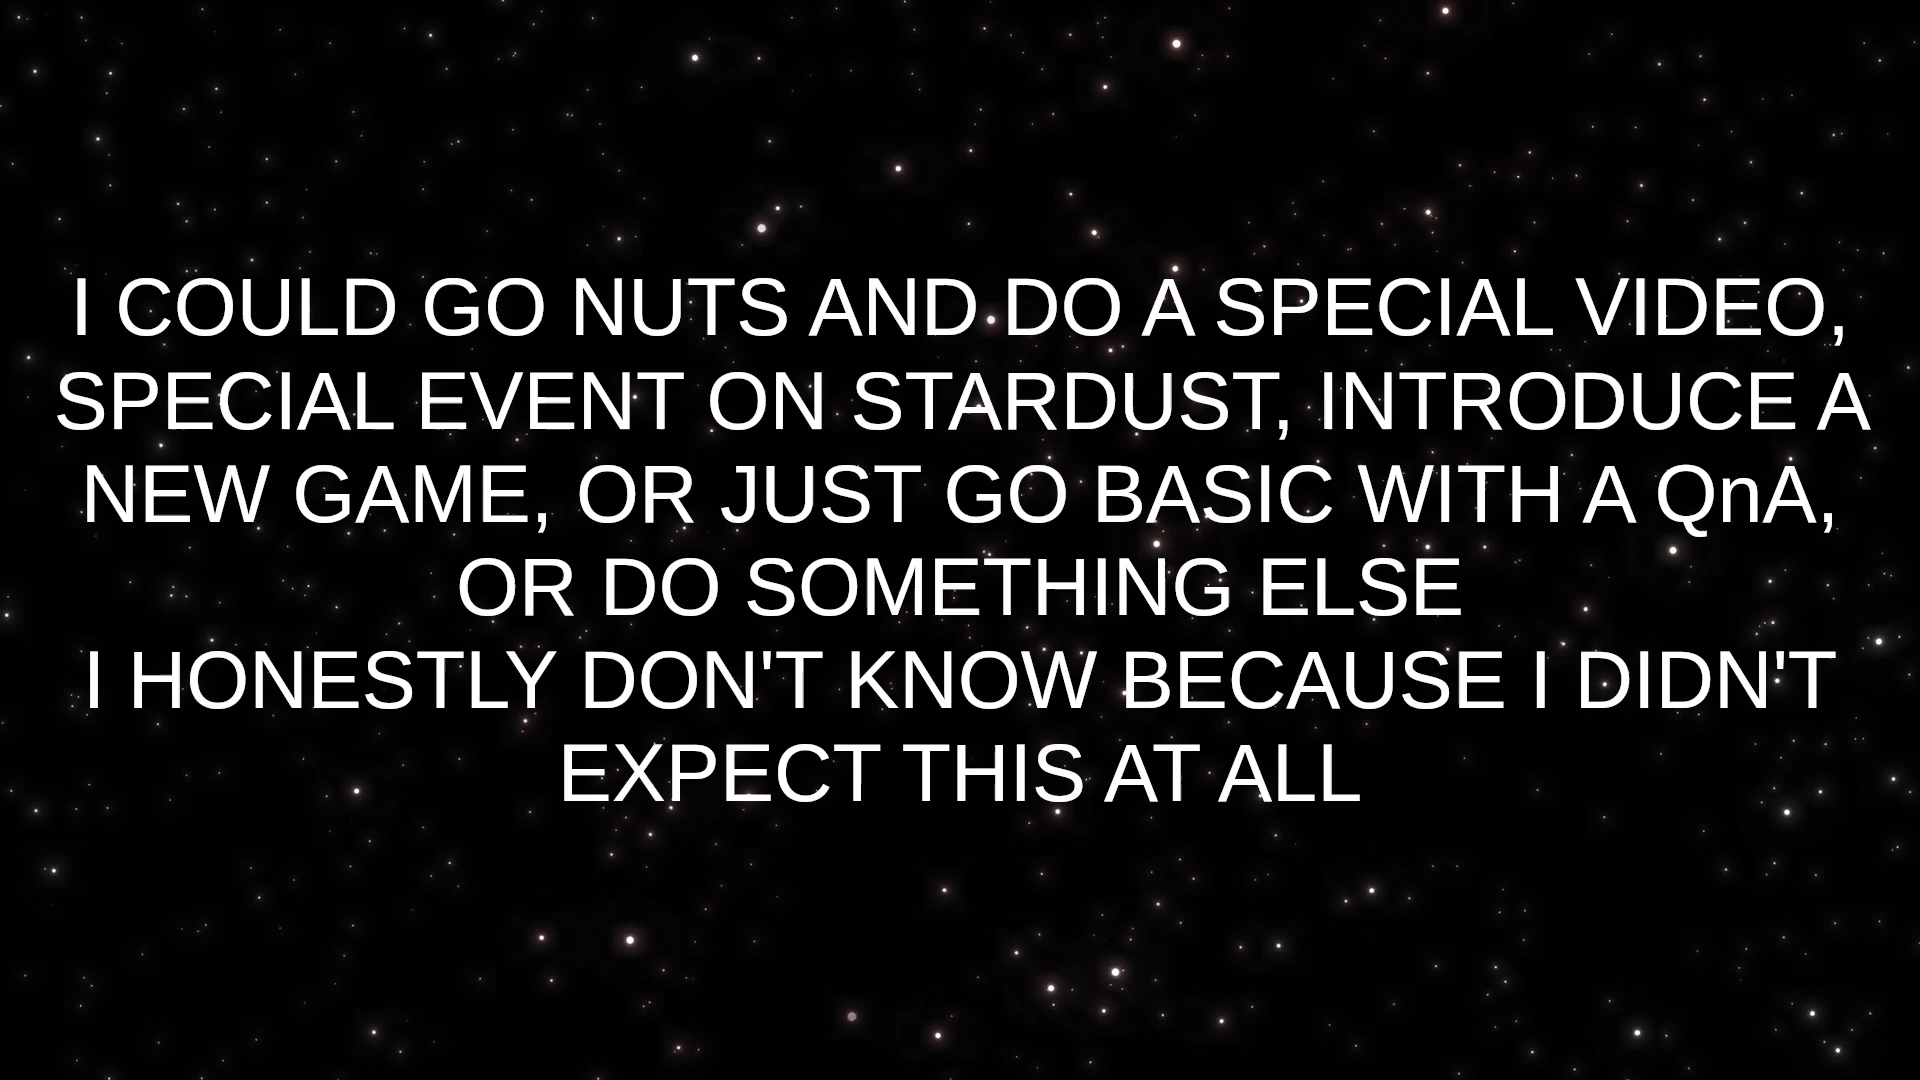 I COULD GO NUTS AND DO A SPECIAL VIDEO,
SPECIAL EVENT ON STARDUST, INTRODUCE A
NEW GAME, OR JUST GO BASIC WITH A QnA,
OR DO SOMETHING ELSE
I HONESTLY DON'T KNOW BECAUSE I DIDN'T
EXPECT THIS AT ALL